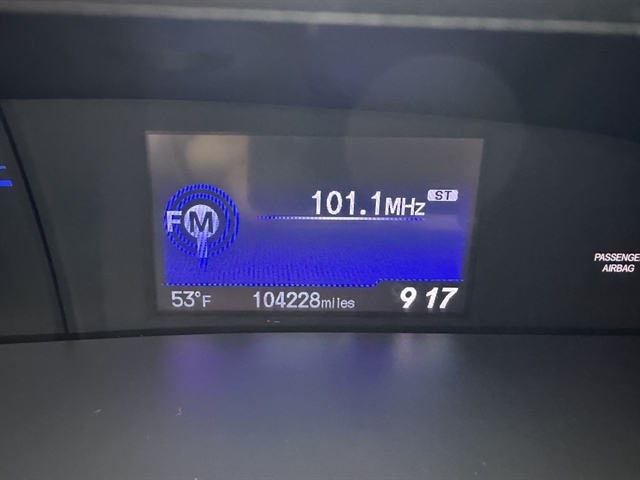 101.1MHz ST
FM
PASSENGE
AIRBAG
53°F 104228miles 9 17